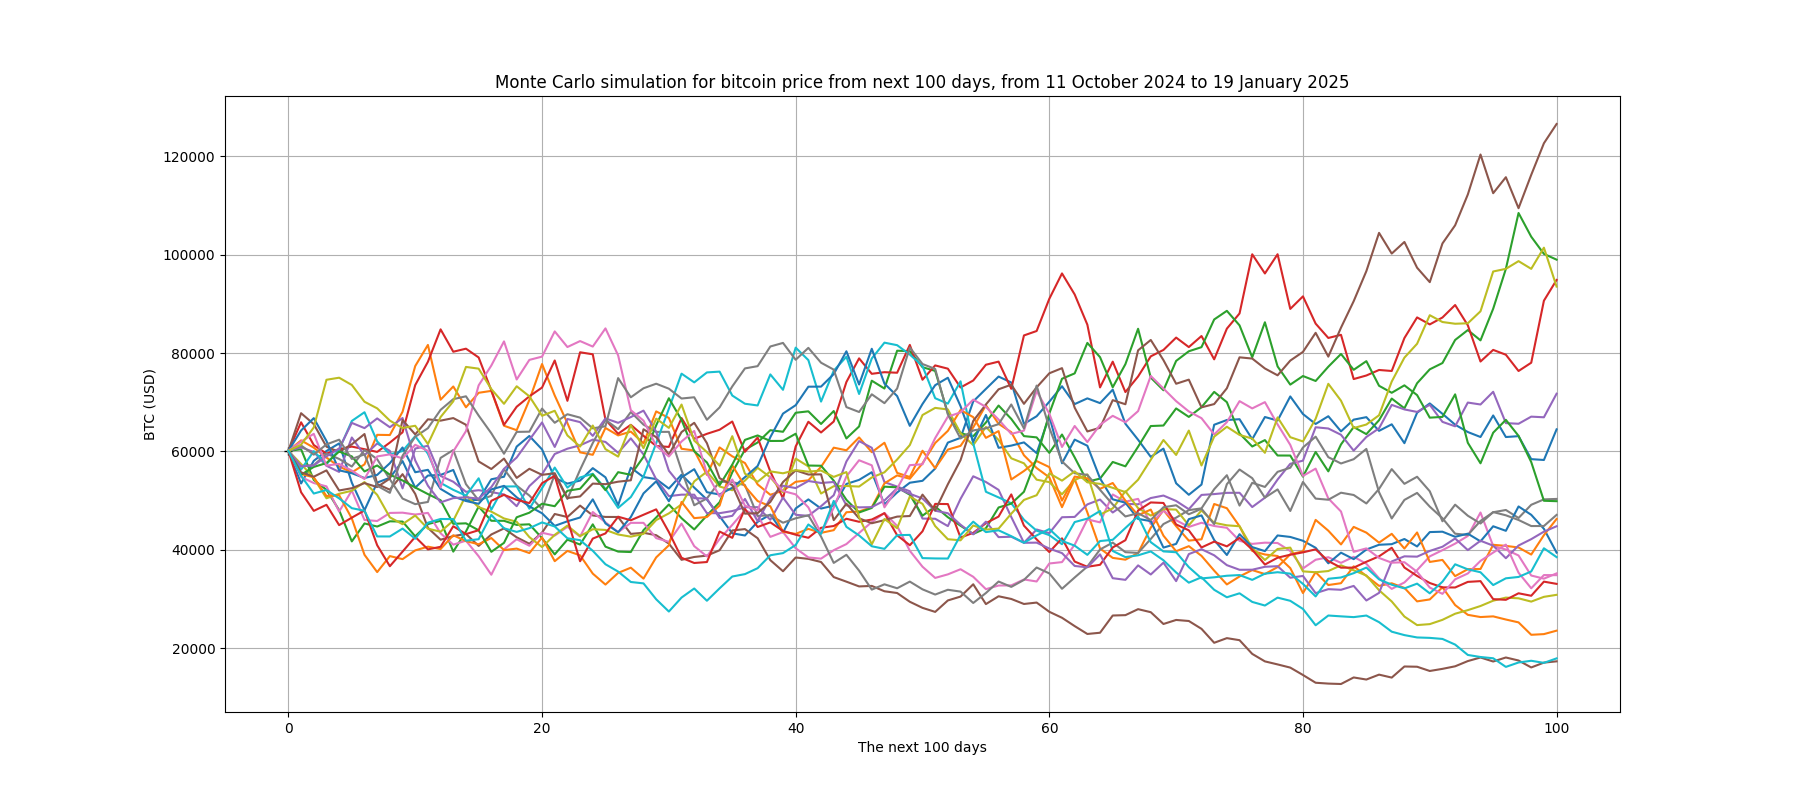 Monte Carlo simulation for bitcoin price from next 100 days, from 11 October 2024 to 19 January 2025
120000
100000
80000
60000
40000
20000
BTC (USD)
0 20 40 60 80 100
The next 100 days